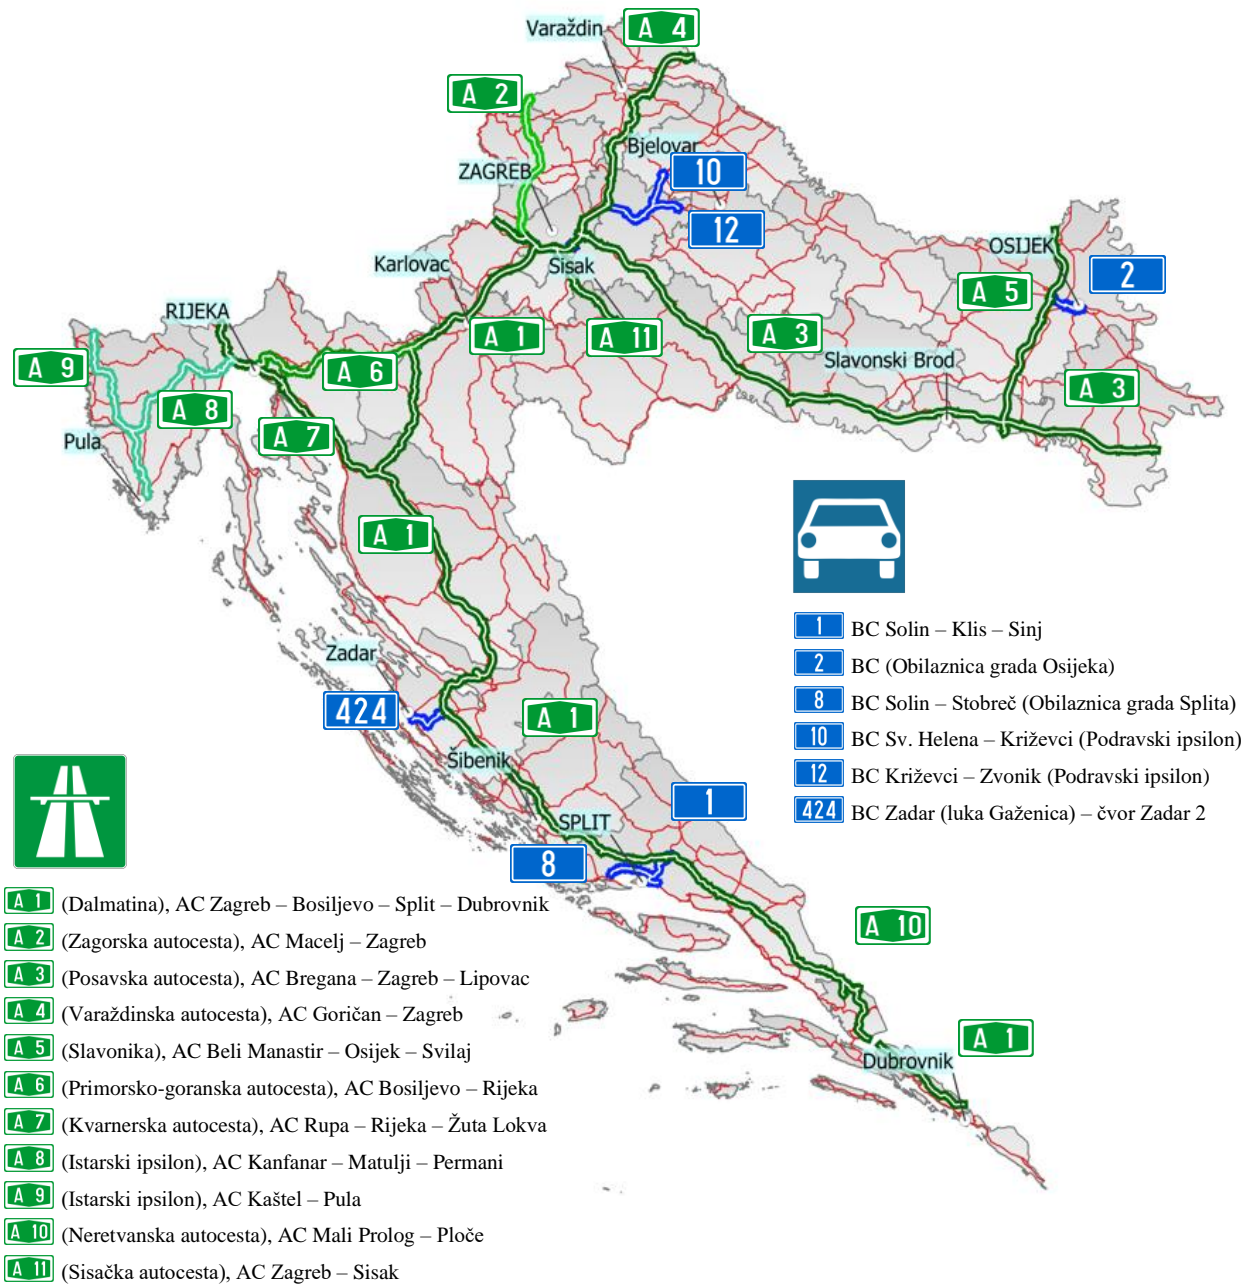 Varaždin
A 4
A 2
Bjelovar
ZAGREB
10
12
OSIJEK
Karlovac
Sisak
2
A 5
RIJEKA
A 1
A 11
A 3
Slavonski Brod
A 9
A 6
A 3
A 8
Pula
A 7
A 1
Zadar
424
A 1
Šibenik
1
SPLIT
8
A 10
A 1
Dubrovnik
1 BC Solin – Klis – Sinj
2 BC (Obilaznica grada Osijeka)
8 BC Solin – Stobreč (Obilaznica grada Splita)
10 BC Sv. Helena – Križevci (Podravski ipsilon)
12 BC Križevci – Zvonik (Podravski ipsilon)
424 BC Zadar (luka Gaženica) – čvor Zadar 2
A 1 (Dalmatina), AC Zagreb – Bosiljevo – Split – Dubrovnik
A 2 (Zagorska autocesta), AC Macelj – Zagreb
A 3 (Posavska autocesta), AC Bregana – Zagreb – Lipovac
A 4 (Varaždinska autocesta), AC Goričan – Zagreb
A 5 (Slavonika), AC Beli Manastir – Osijek – Svilaj
A 6 (Primorsko-goranska autocesta), AC Bosiljevo – Rijeka
A 7 (Kvarnerska autocesta), AC Rupa – Rijeka – Žuta Lokva
A 8 (Istarski ipsilon), AC Kanfanar – Matulji – Permani
A 9 (Istarski ipsilon), AC Kaštel – Pula
A 10 (Neretvanska autocesta), AC Mali Prolog – Ploče
A 11 (Sisačka autocesta), AC Zagreb – Sisak